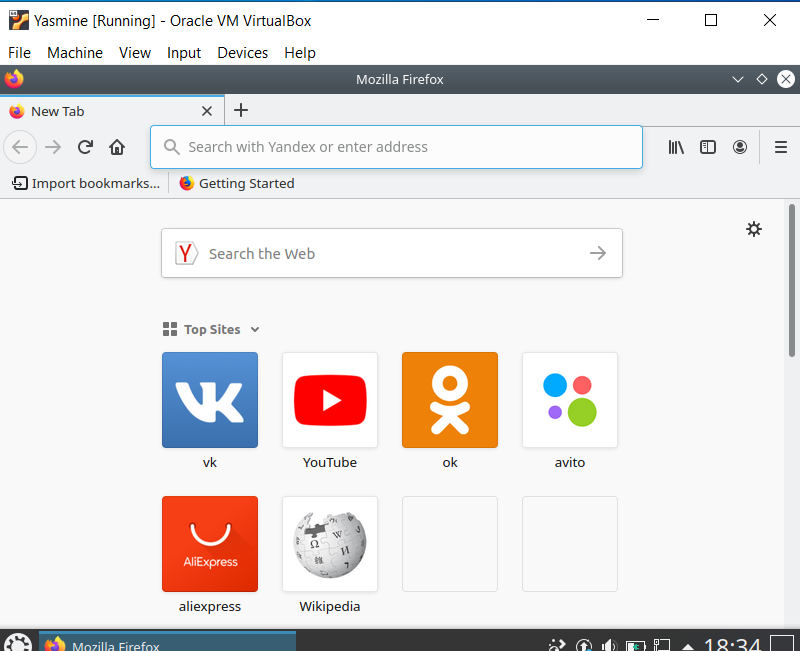 Yasmine [Running] - Oracle VM VirtualBox
File Machine View Input Devices Help
Mozilla Firefox
New Tab
Search with Yandex or enter address
Import bookmarks...
Getting Started
Y Search the Web
Top Sites
vk
YouTube
ok
avito
AliExpress
aliexpress
Wikipedia
Mozilla Firefox
18:34